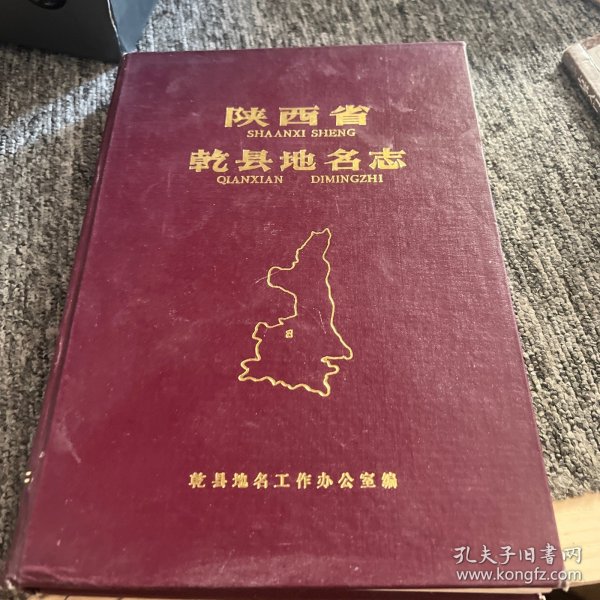 陕西省
SHAANXI SHENG
乾县地名志
QIANXIAN DIMINGZHI
乾县地名工作办公室编
孔夫子旧书网
www.kongfz.com